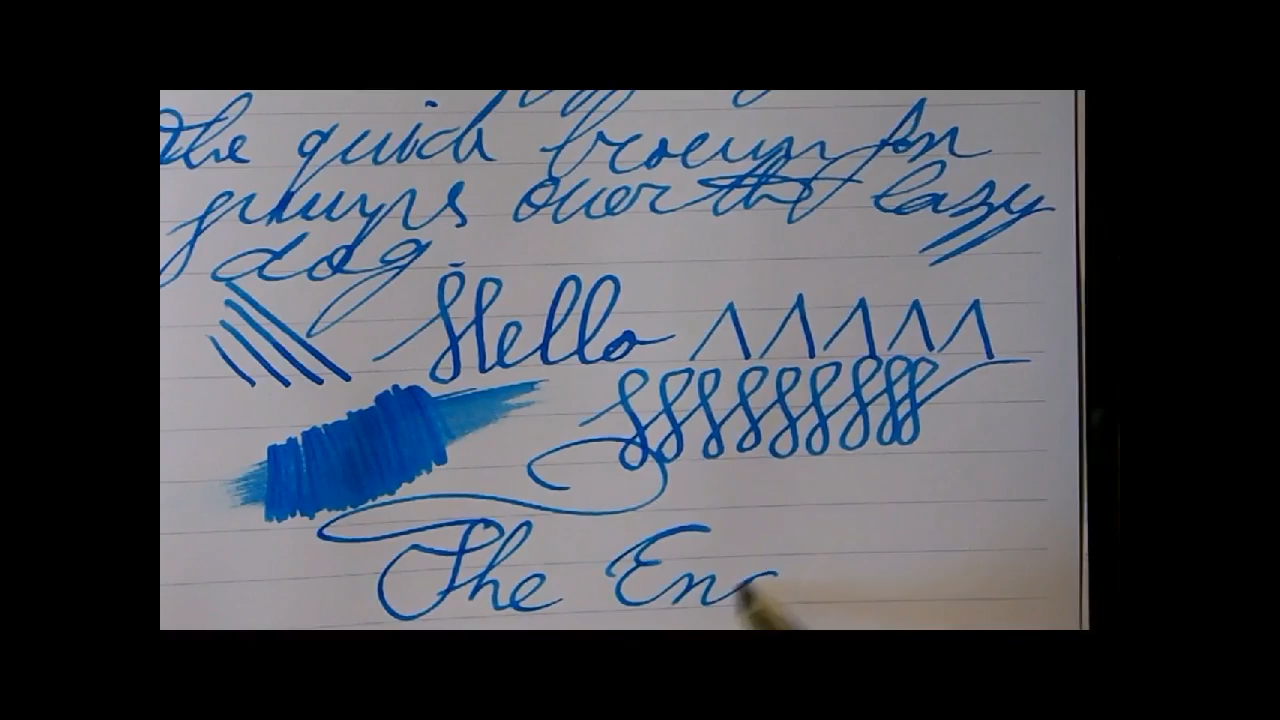 the quick brown fox
jumps over the lazy
dog.
Hello
The En